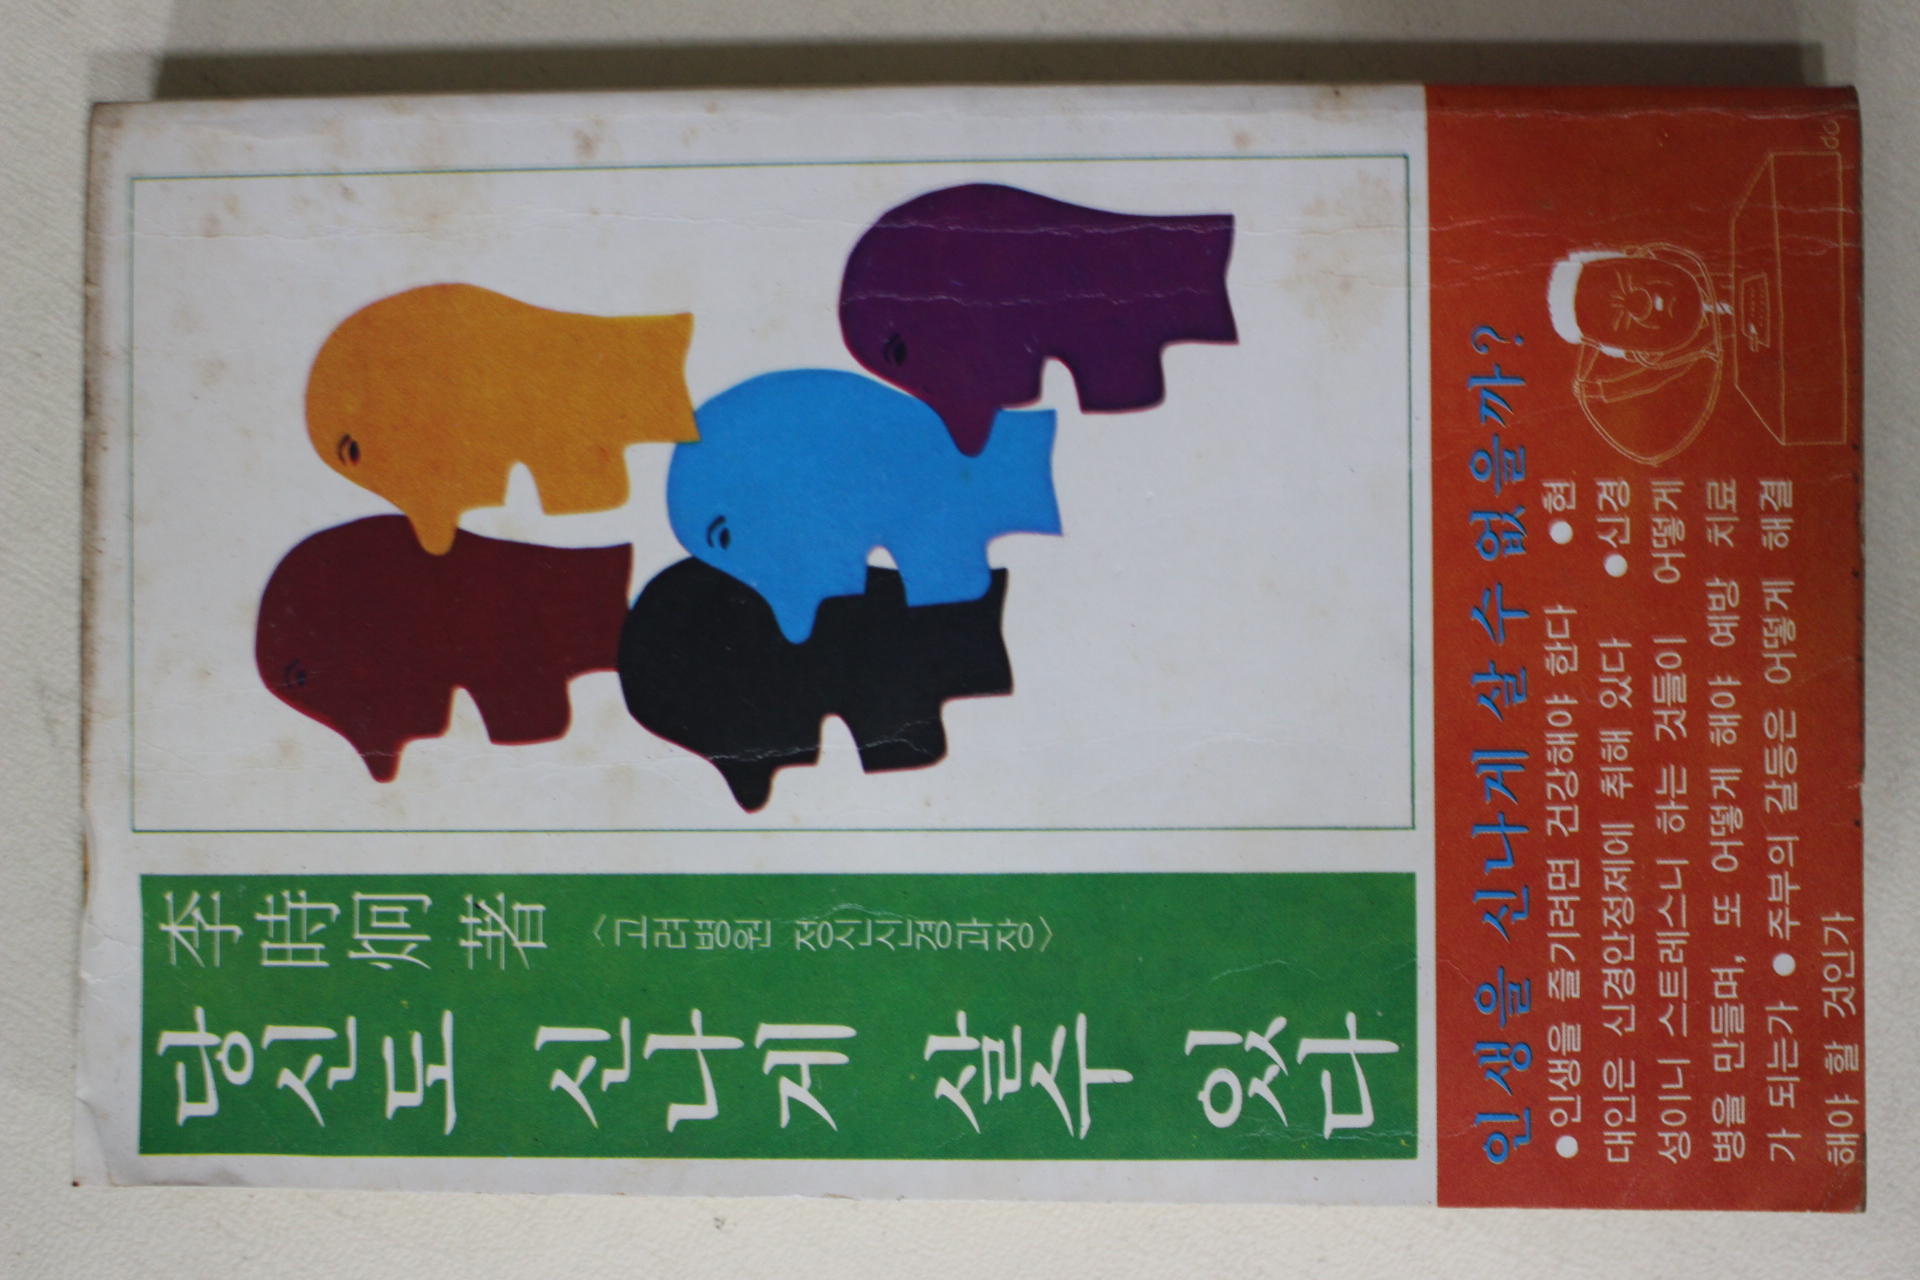 당신도 신나게 살 수 있다
李時炯 著
〈고려병원 정신신경과장〉
인생을 신나게 살 수 없을까?
●인생을 즐기려면 건강해야 한다 ●현
대인은 신경안정제에 취해 있다 ●신경
성이니 스트레스니 하는 것들이 어떻게
병을 만들며, 또 어떻게 해야 예방 치료
가 되는가 ●주부의 갈등은 어떻게 해결
해야 할 것인가